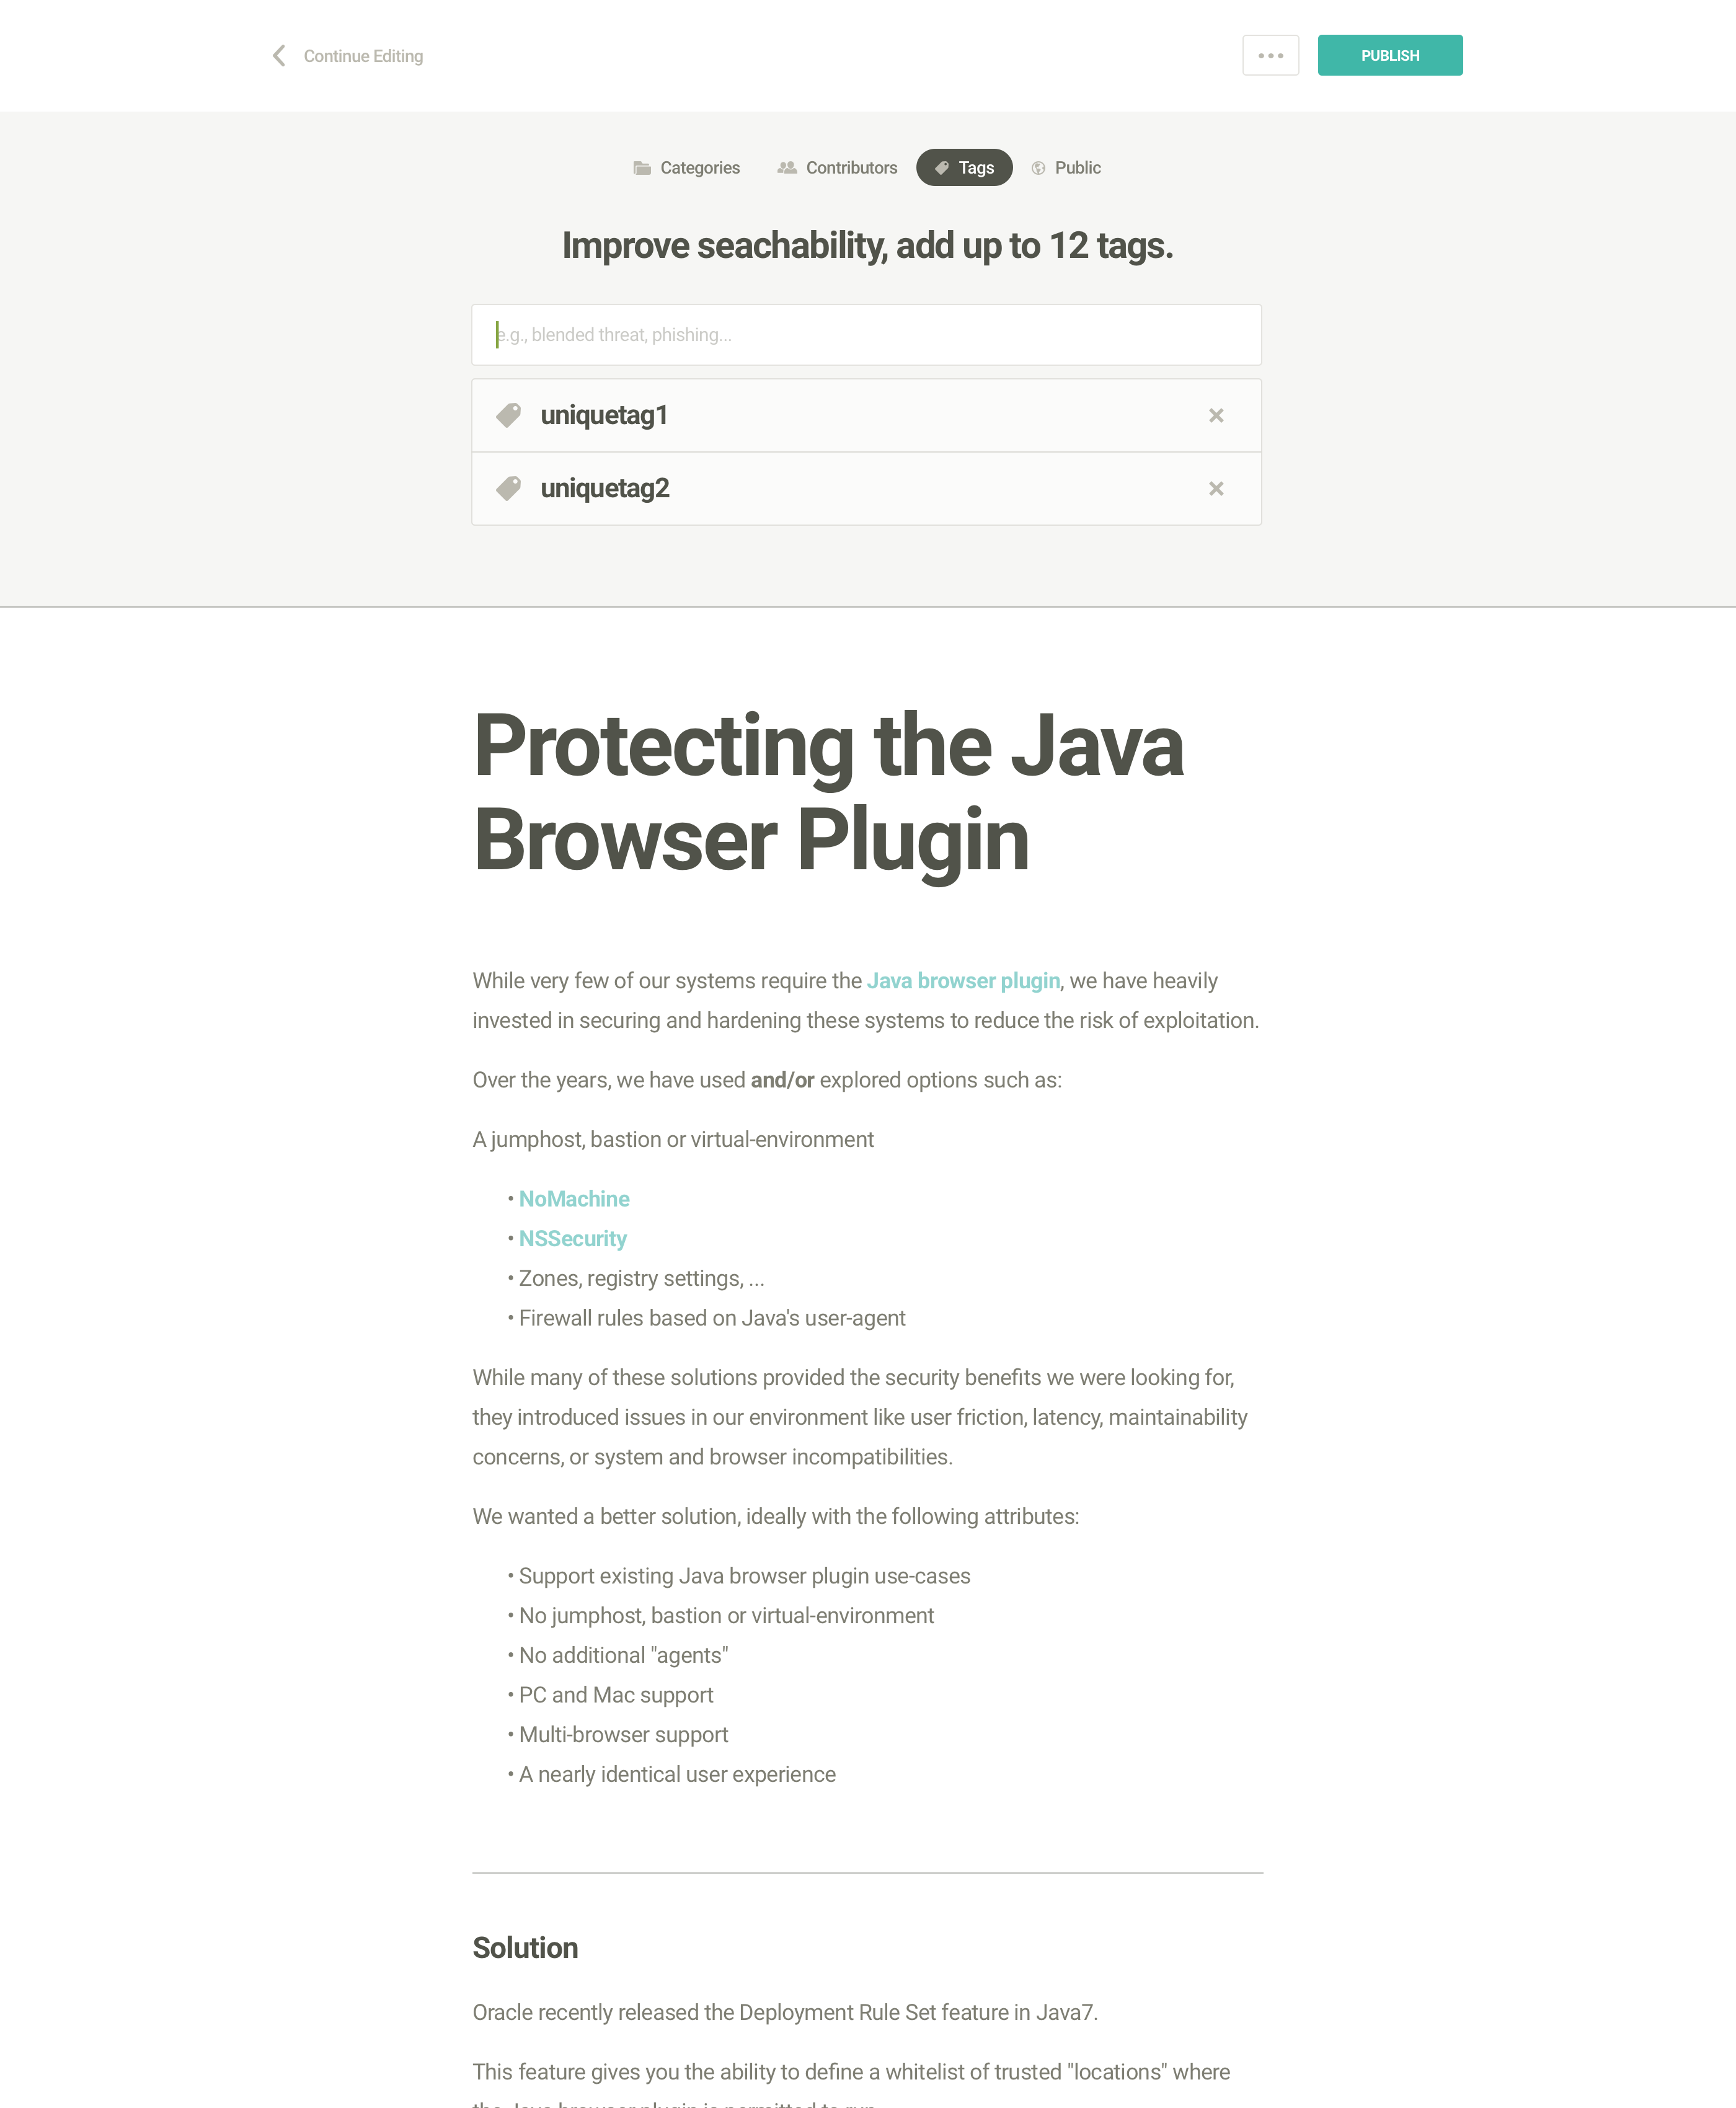 Continue Editing
PUBLISH
Categories
Contributors
Tags
Public
Improve seachability, add up to 12 tags.
e.g., blended threat, phishing...
uniquetag1
uniquetag2
Protecting the Java
Browser Plugin
While very few of our systems require the Java browser plugin, we have heavily
invested in securing and hardening these systems to reduce the risk of exploitation.
Over the years, we have used and/or explored options such as:
A jumphost, bastion or virtual-environment
• NoMachine
• NSSecurity
• Zones, registry settings, ...
• Firewall rules based on Java's user-agent
While many of these solutions provided the security benefits we were looking for,
they introduced issues in our environment like user friction, latency, maintainability
concerns, or system and browser incompatibilities.
We wanted a better solution, ideally with the following attributes:
• Support existing Java browser plugin use-cases
• No jumphost, bastion or virtual-environment
• No additional "agents"
• PC and Mac support
• Multi-browser support
• A nearly identical user experience
Solution
Oracle recently released the Deployment Rule Set feature in Java7.
This feature gives you the ability to define a whitelist of trusted "locations" where
the Java browser plugin is permitted to run